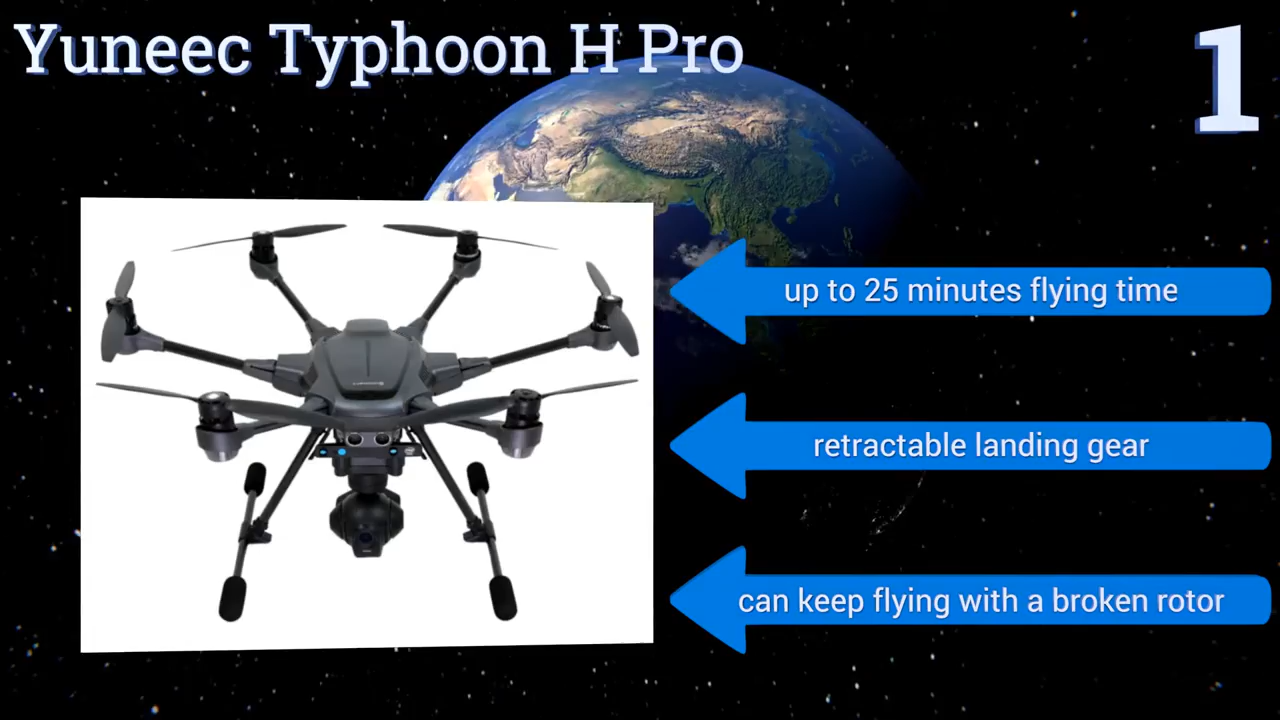 Yuneec Typhoon H Pro
1
up to 25 minutes flying time
retractable landing gear
can keep flying with a broken rotor